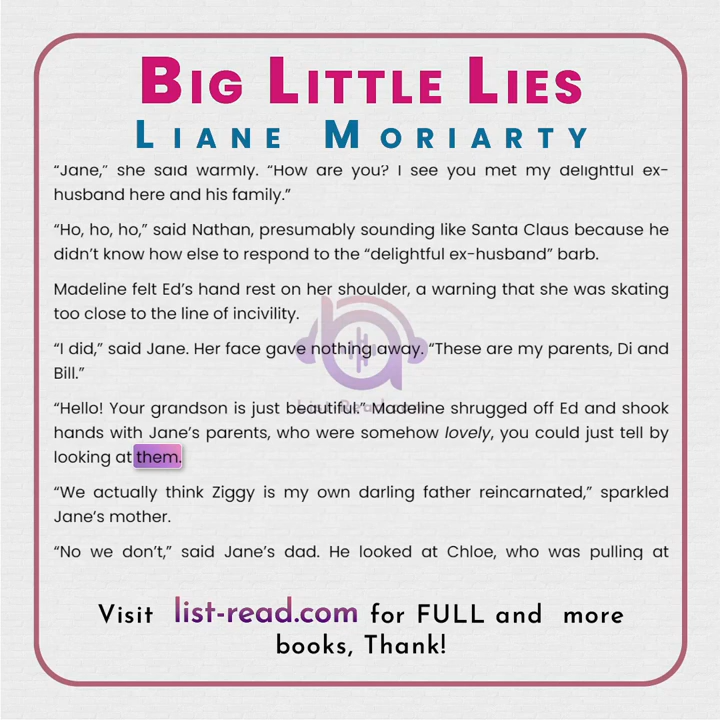 BIG LITTLE LIES
LIANE MORIARTY
“Jane,” she said warmly. “How are you? I see you met my delightful ex-
husband here and his family.”
“Ho, ho, ho,” said Nathan, presumably sounding like Santa Claus because he
didn’t know how else to respond to the “delightful ex-husband” barb.
Madeline felt Ed’s hand rest on her shoulder, a warning that she was skating
too close to the line of incivility.
“I did,” said Jane. Her face gave nothing away. “These are my parents, Di and
Bill.”
“Hello! Your grandson is just beautiful.” Madeline shrugged off Ed and shook
hands with Jane’s parents, who were somehow lovely, you could just tell by
looking at them.
“We actually think Ziggy is my own darling father reincarnated,” sparkled
Jane’s mother.
“No we don’t,” said Jane’s dad. He looked at Chloe, who was pulling at
Visit list-read.com for FULL and more
books, Thank!